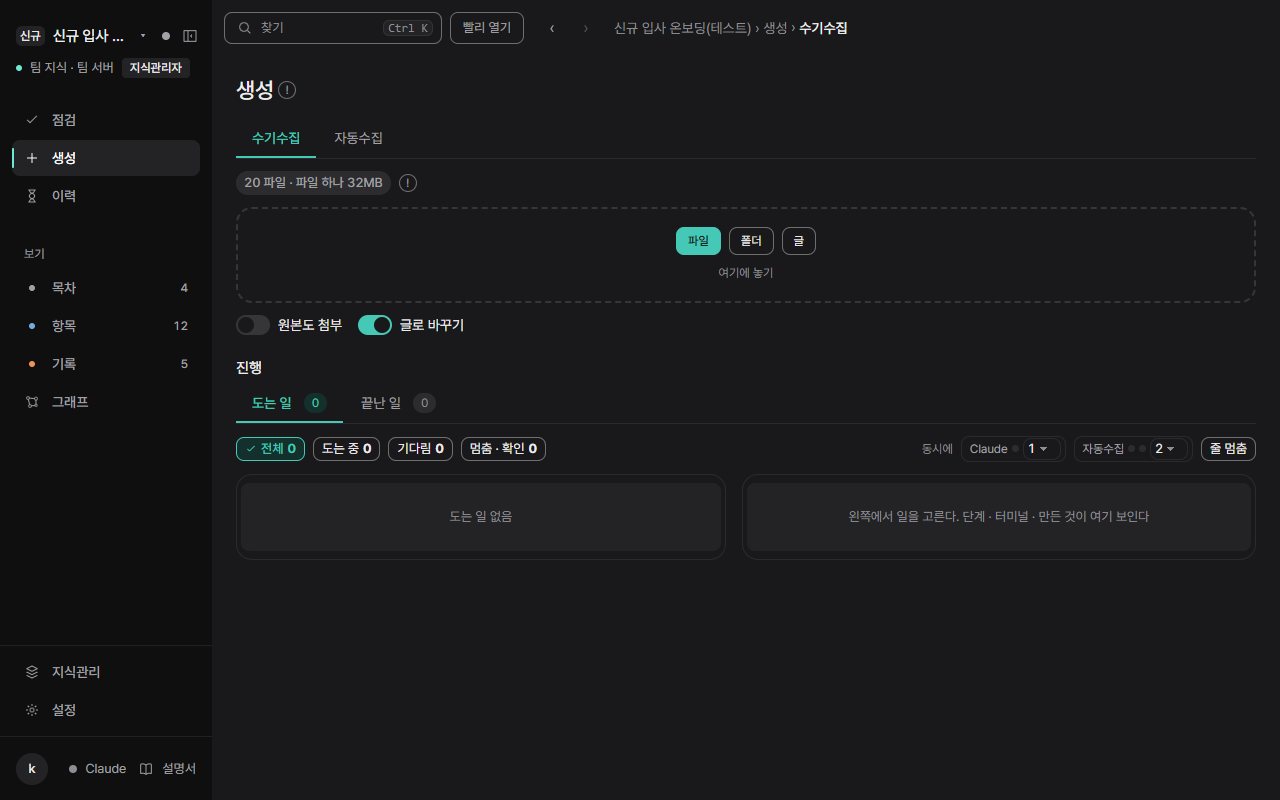 신규 신규 입사 ...
팀 지식 · 팀 서버 지식관리자
점검
생성
이력
보기
목차 4
항목 12
기록 5
그래프
지식관리
설정
k Claude 설명서
찾기 Ctrl K 빨리 열기 ‹ › 신규 입사 온보딩(테스트) › 생성 › 수기수집
생성 !
수기수집 자동수집
20 파일 · 파일 하나 32MB !
파일 폴더 글
여기에 놓기
원본도 첨부 글로 바꾸기
진행
도는 일 0 끝난 일 0
전체 0 도는 중 0 기다림 0 멈춤 · 확인 0 동시에 Claude 1 자동수집 2 줄 멈춤
도는 일 없음
왼쪽에서 일을 고른다. 단계 · 터미널 · 만든 것이 여기 보인다